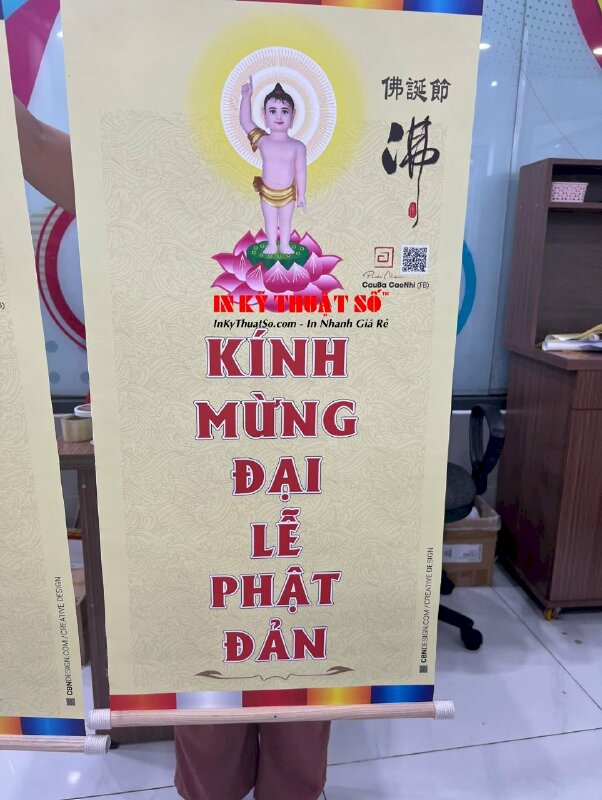 佛誕節
佛
CauBa CaoNhi (FB)
IN KỸ THUẬT SỐ™
InKyThuatSo.com - In Nhanh Giá Rẻ
KÍNH
MỪNG
ĐẠI
LỄ
PHẬT
ĐẢN
CBNDESIGN.COM / CREATIVE DESIGN
CBNDESIGN.COM / CREATIVE DESIGN